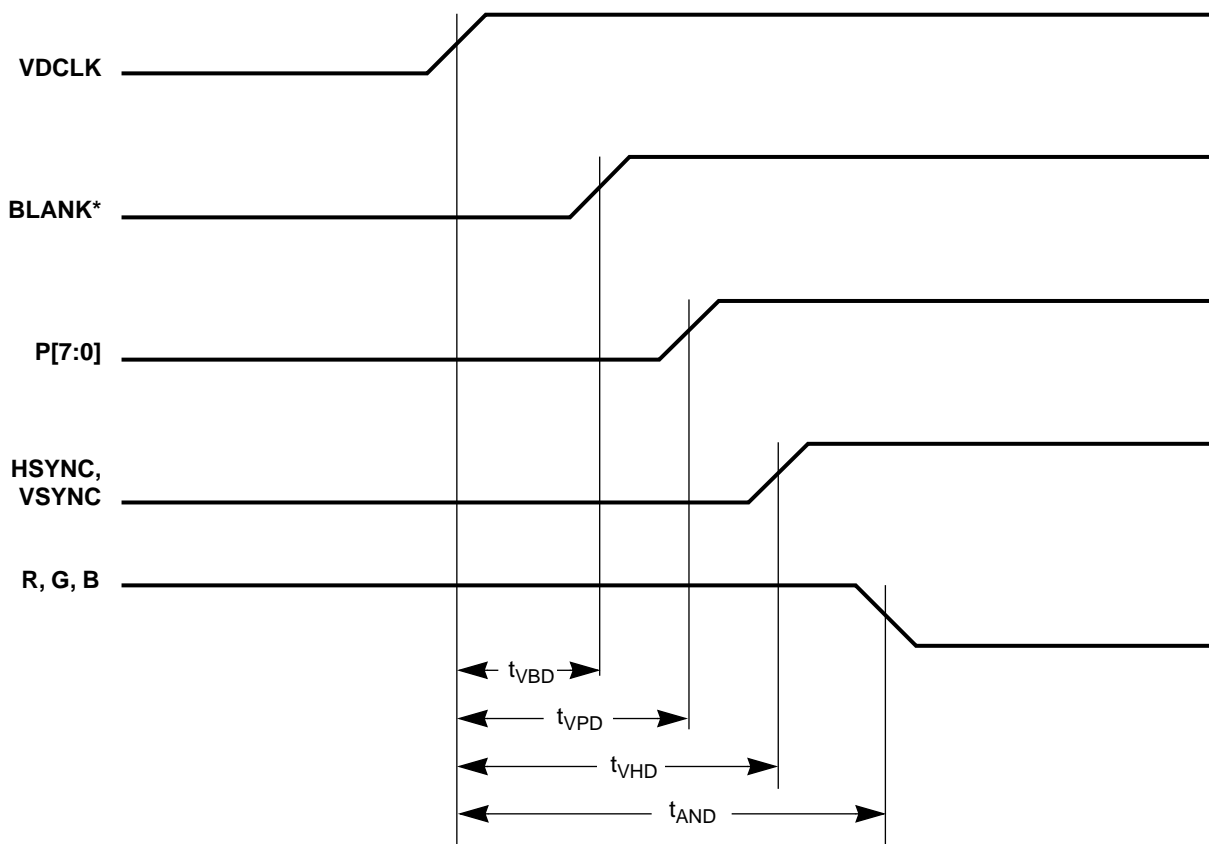 VDCLK
BLANK*
P[7:0]
HSYNC,
VSYNC
R, G, B
tVBD
tVPD
tVHD
tAND